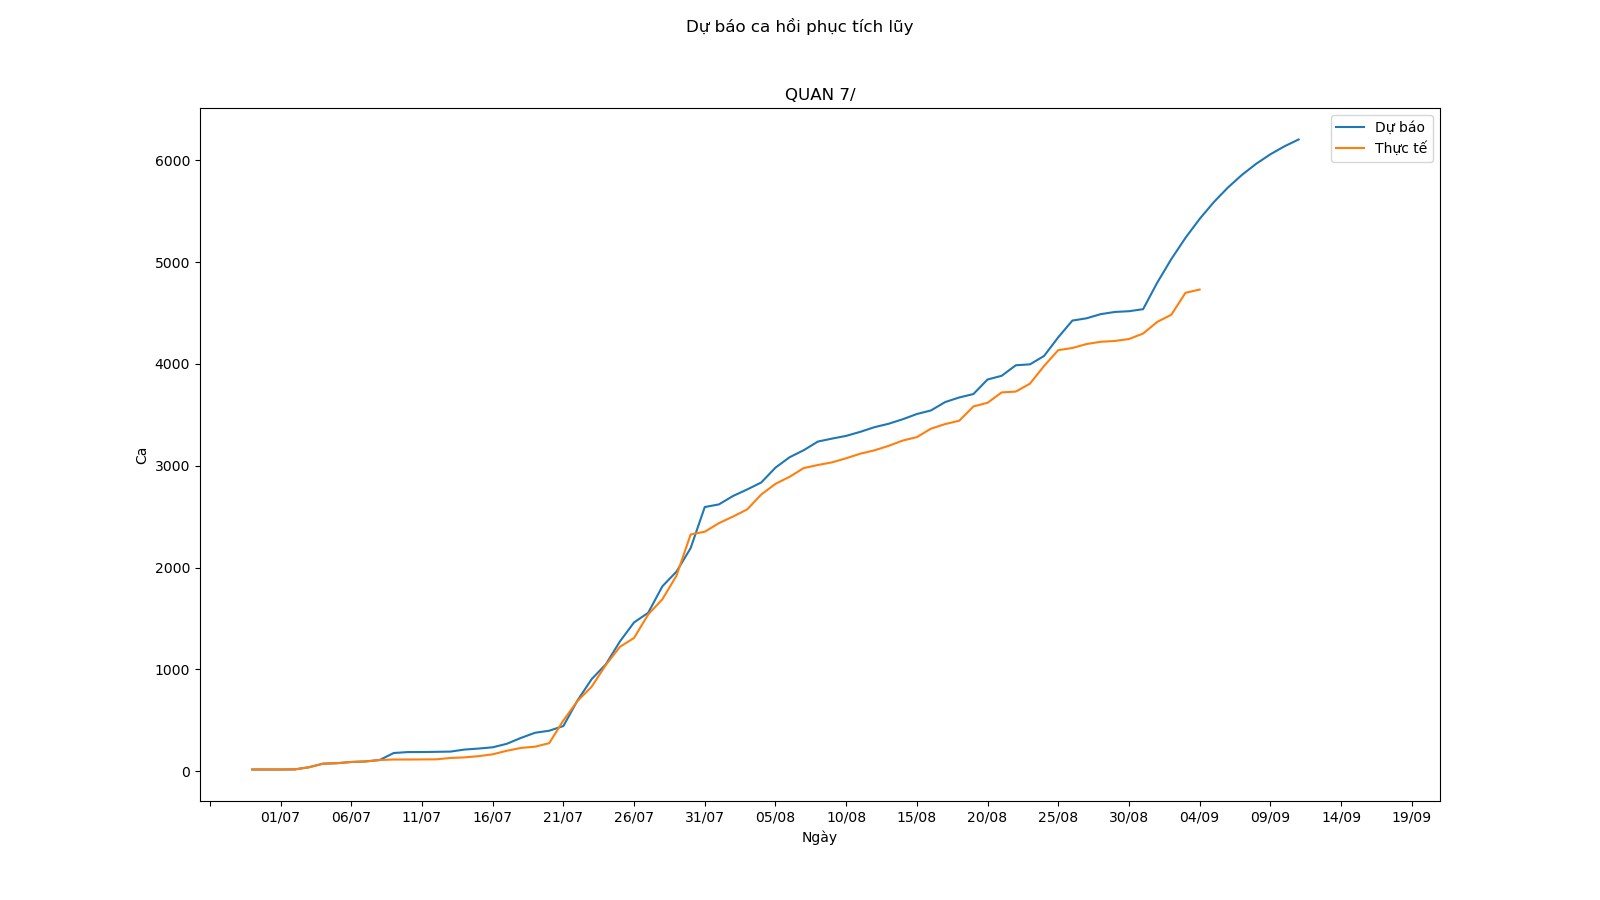 Dự báo ca hồi phục tích lũy
QUAN 7/
Dự báo
Thực tế
6000
5000
4000
3000
2000
1000
0
Ca
01/07 06/07 11/07 16/07 21/07 26/07 31/07 05/08 10/08 15/08 20/08 25/08 30/08 04/09 09/09 14/09 19/09
Ngày